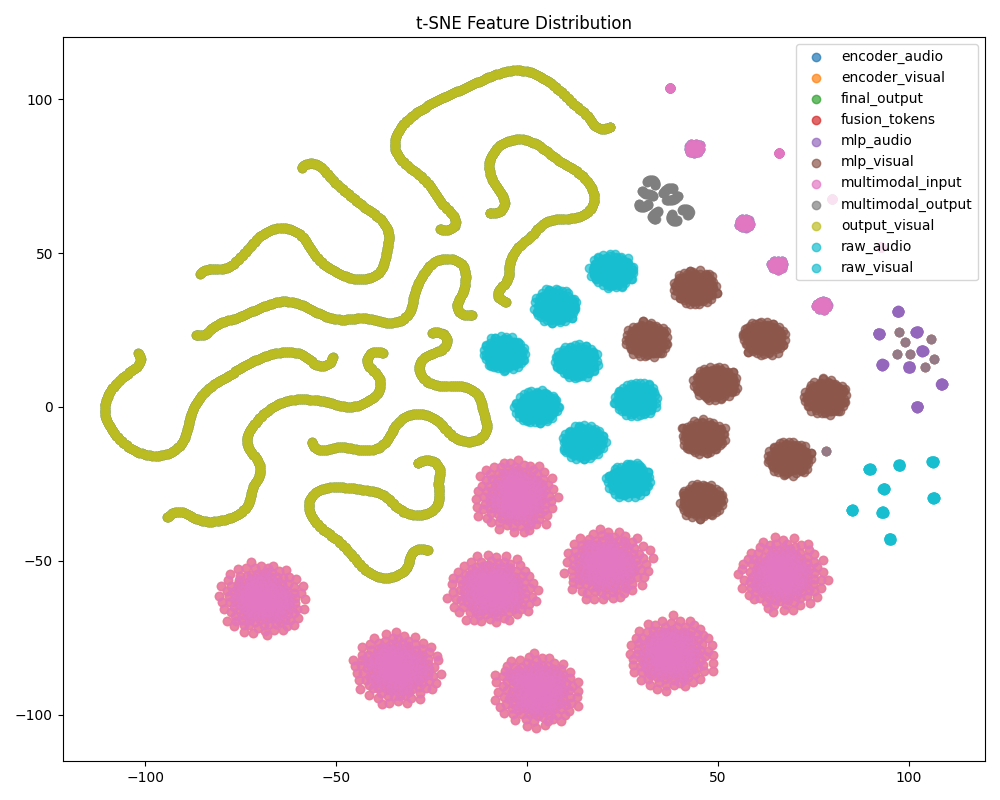 t-SNE Feature Distribution
encoder_audio
encoder_visual
final_output
fusion_tokens
mlp_audio
mlp_visual
multimodal_input
multimodal_output
output_visual
raw_audio
raw_visual
100
50
0
−50
−100
−100 −50 0 50 100